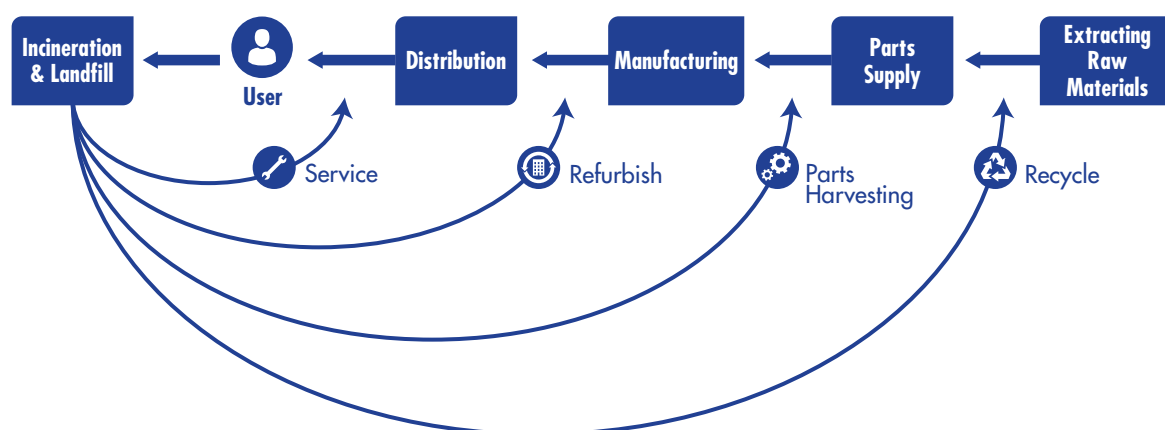 Incineration
& Landfill
User
Distribution
Manufacturing
Parts
Supply
Extracting
Raw
Materials
Service
Refurbish
Parts
Harvesting
Recycle